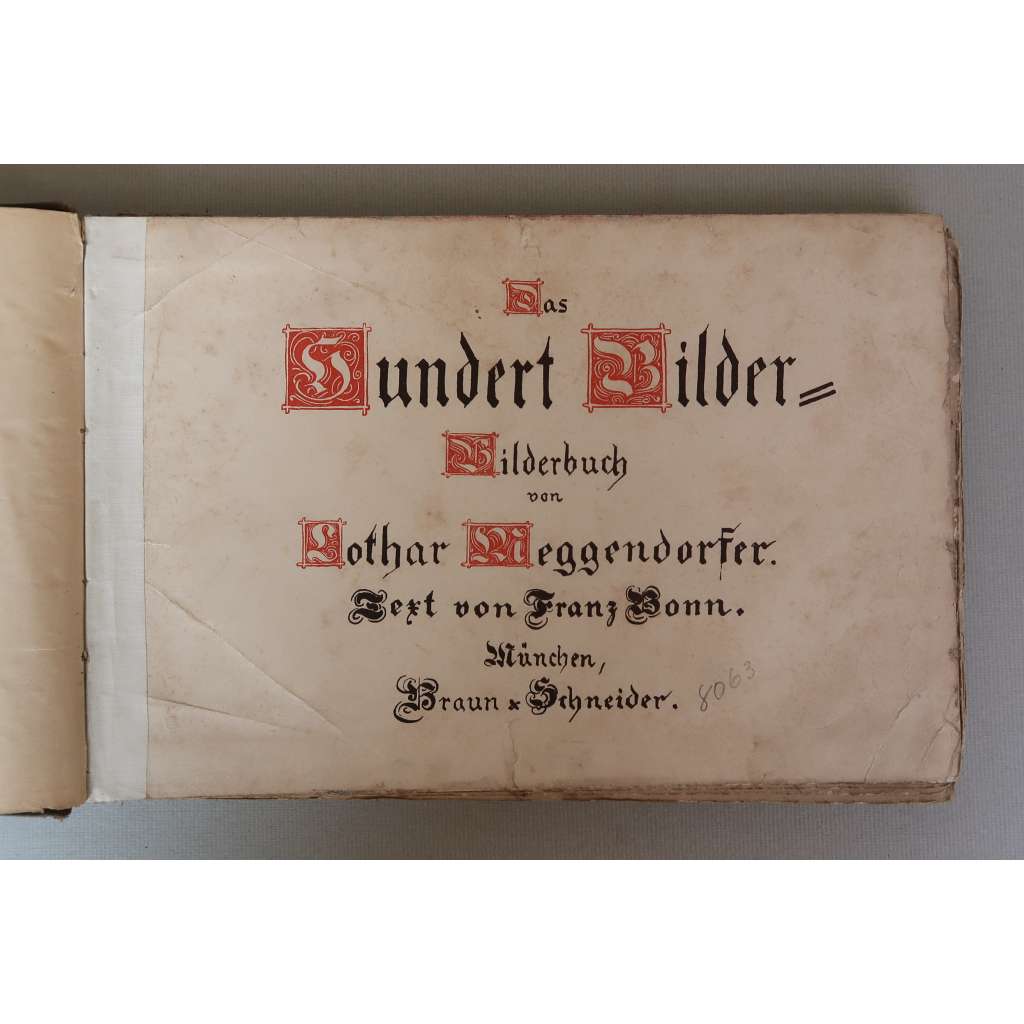 Das
Hundert Bilder=
Bilderbuch
von
Lothar Meggendorfer.
Text von Franz Bonn.
München,
Braun & Schneider.
8063